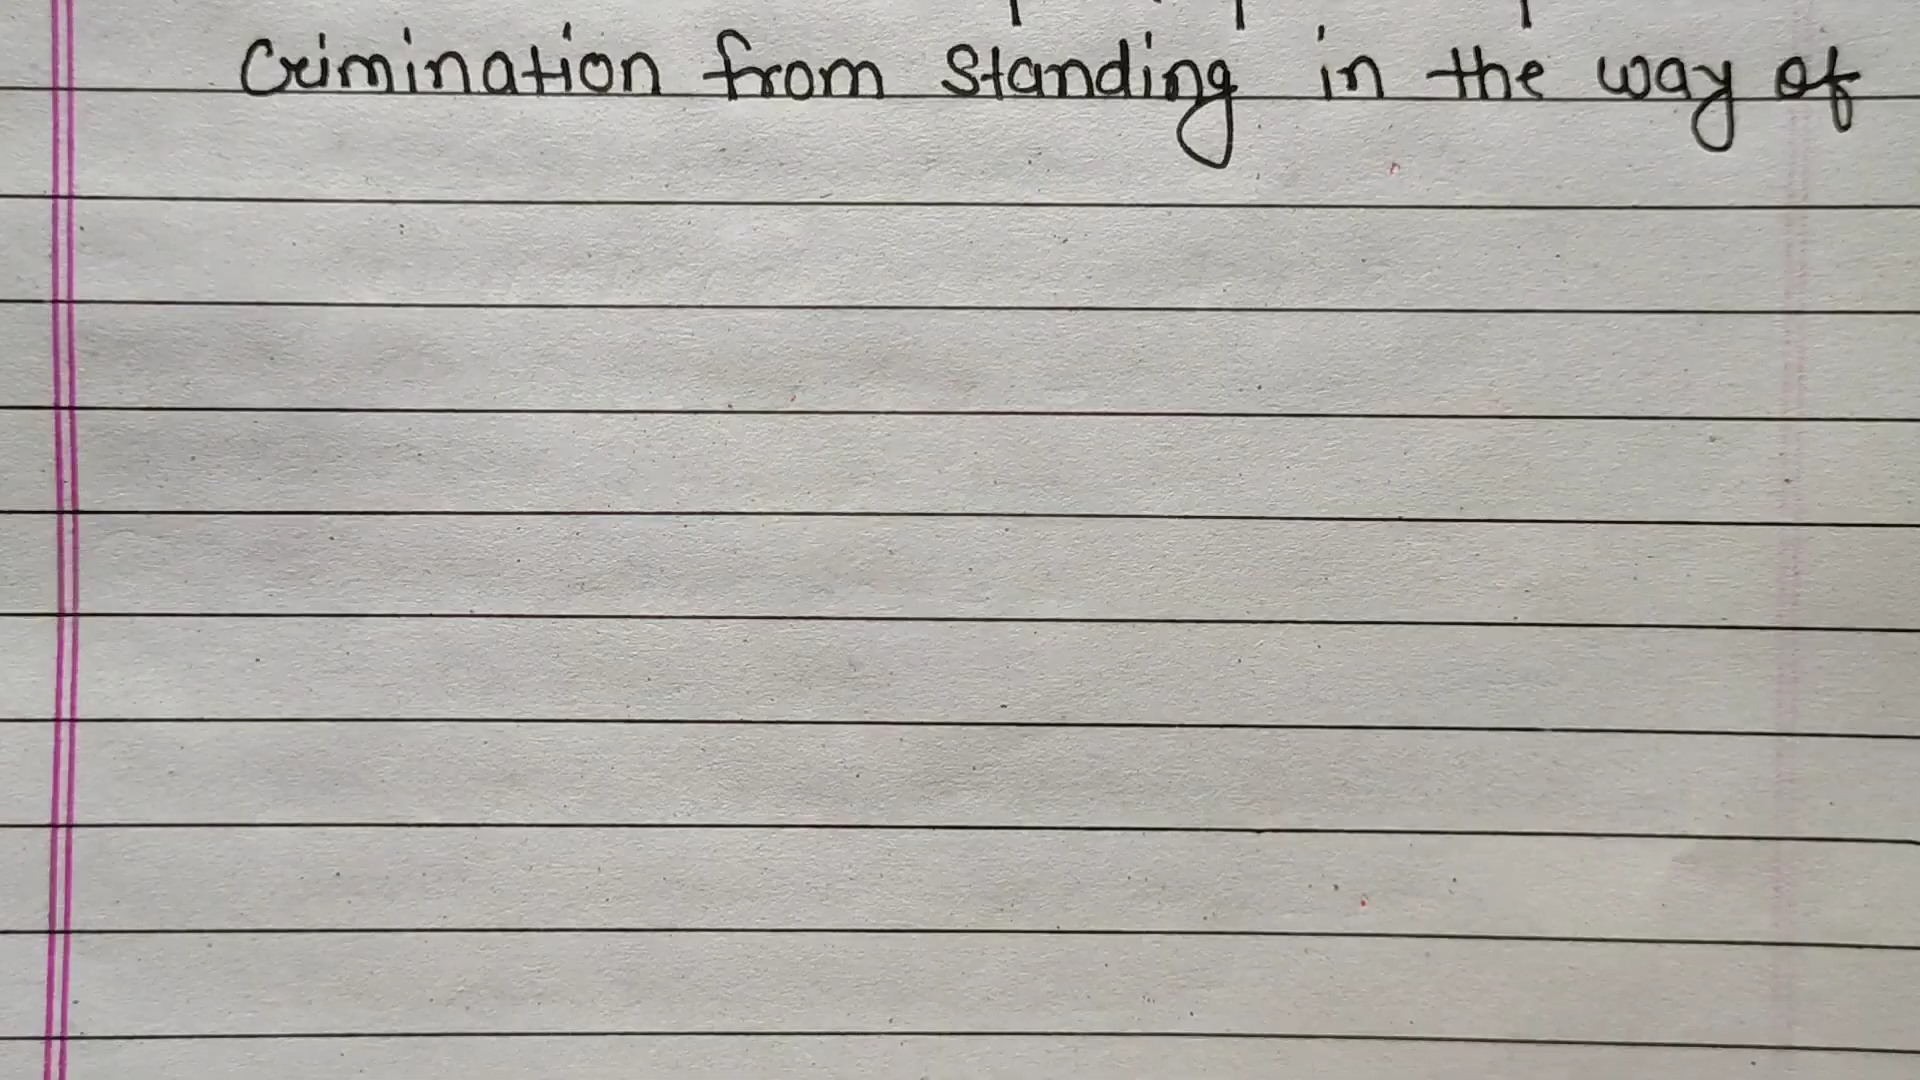 Crimination from standing in the way of